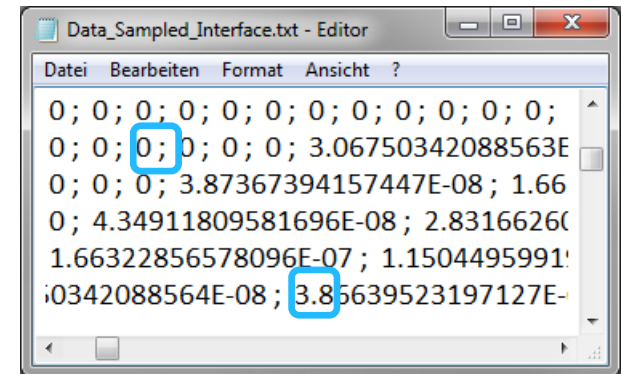 Data_Sampled_Interface.txt - Editor
Datei Bearbeiten Format Ansicht ?
0; 0; 0; 0; 0; 0; 0; 0; 0; 0; 0; 0;
0; 0; 0; 0; 0; 0; 3.06750342088563E
0; 0; 0; 3.87367394157447E-08; 1.66
0; 4.34911809581696E-08; 2.8316626
1.66322856578096E-07; 1.1504495991
50342088564E-08; 3.86639523197127E-